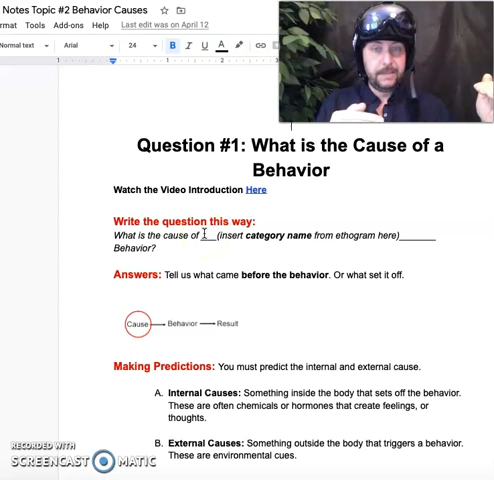 Notes Topic #2 Behavior Causes
rmat Tools Add-ons Help Last edit was on April 12
Normal text Arial 24 B I U A
1 1 2 3
Question #1: What is the Cause of a
Behavior
Watch the Video Introduction Here
Write the question this way:
What is the cause of __(insert category name from ethogram here)______
Behavior?
Answers: Tell us what came before the behavior. Or what set it off.
Cause Behavior Result
Making Predictions: You must predict the internal and external cause.
A. Internal Causes: Something inside the body that sets off the behavior.
These are often chemicals or hormones that create feelings, or
thoughts.
B. External Causes: Something outside the body that triggers a behavior.
These are environmental cues.
RECORDED WITH
SCREENCAST MATIC